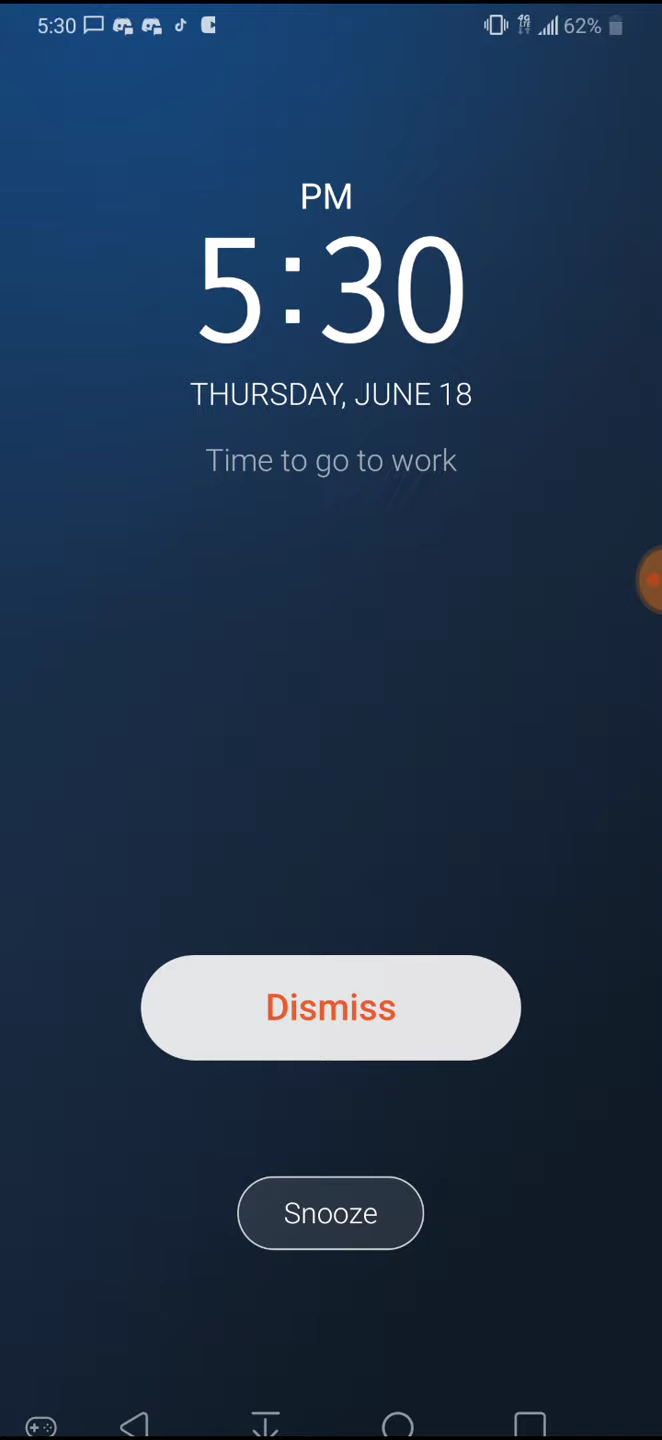 5:30 62%
PM
5:30
THURSDAY, JUNE 18
Time to go to work
Dismiss
Snooze